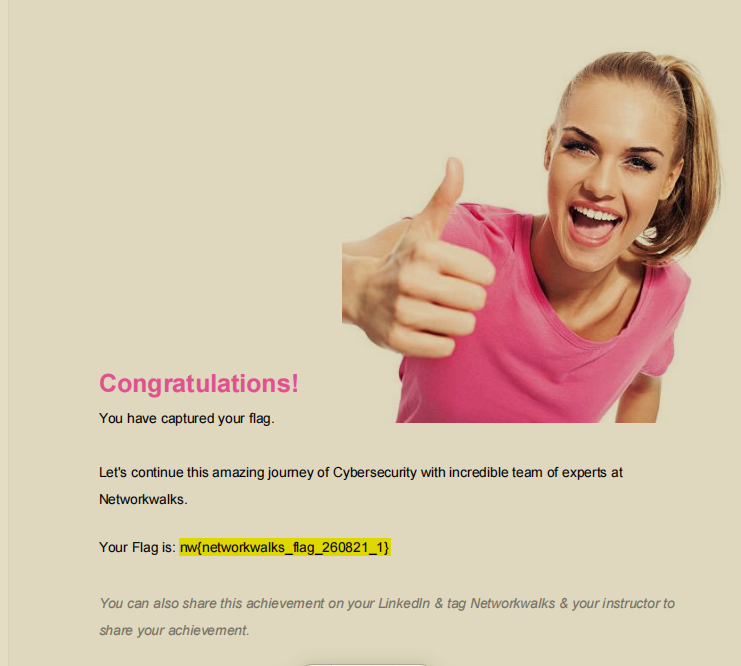 Congratulations!
You have captured your flag.
Let's continue this amazing journey of Cybersecurity with incredible team of experts at
Networkwalks.
Your Flag is: nw{networkwalks_flag_260821_1}
You can also share this achievement on your LinkedIn & tag Networkwalks & your instructor to
share your achievement.